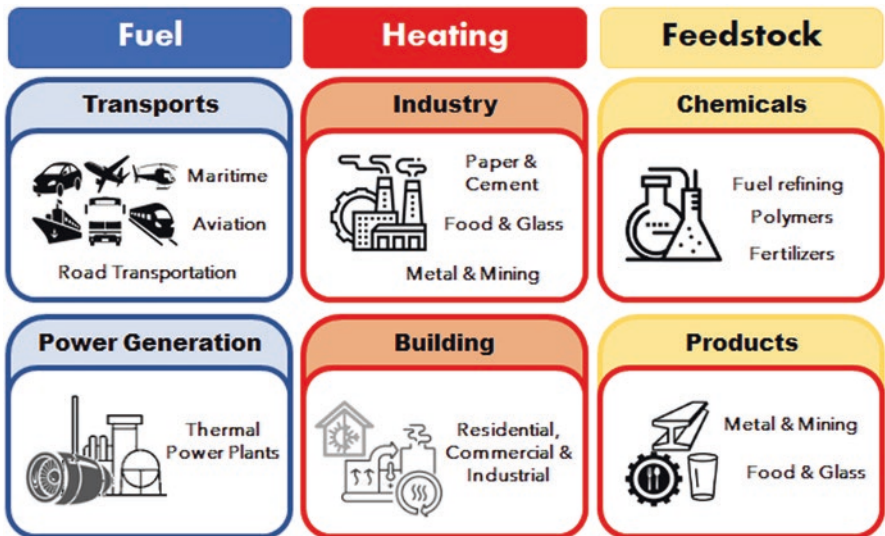 Fuel
Heating
Feedstock
Transports
Maritime
Aviation
Road Transportation
Industry
Paper &
Cement
Food & Glass
Metal & Mining
Chemicals
Fuel refining
Polymers
Fertilizers
Power Generation
Thermal
Power Plants
Building
Residential,
Commercial &
Industrial
Products
Metal & Mining
Food & Glass